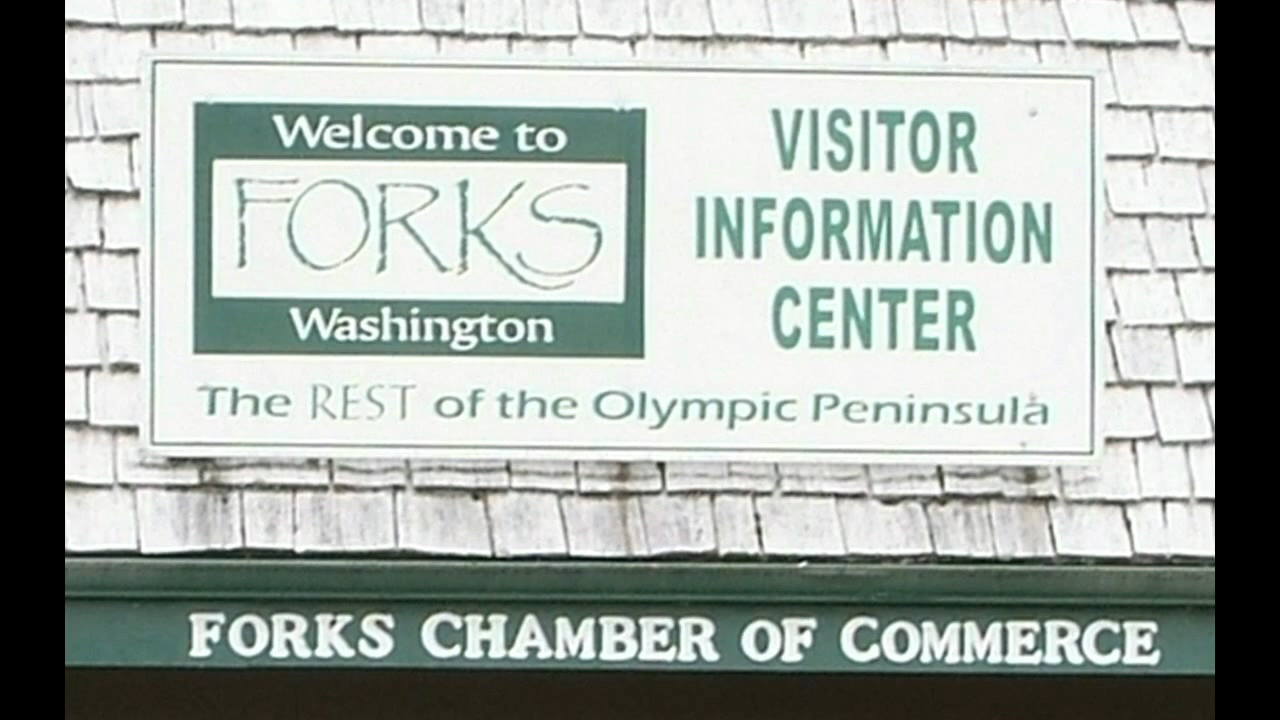 Welcome to
FORKS
Washington
VISITOR
INFORMATION
CENTER
The REST of the Olympic Peninsula
FORKS CHAMBER OF COMMERCE